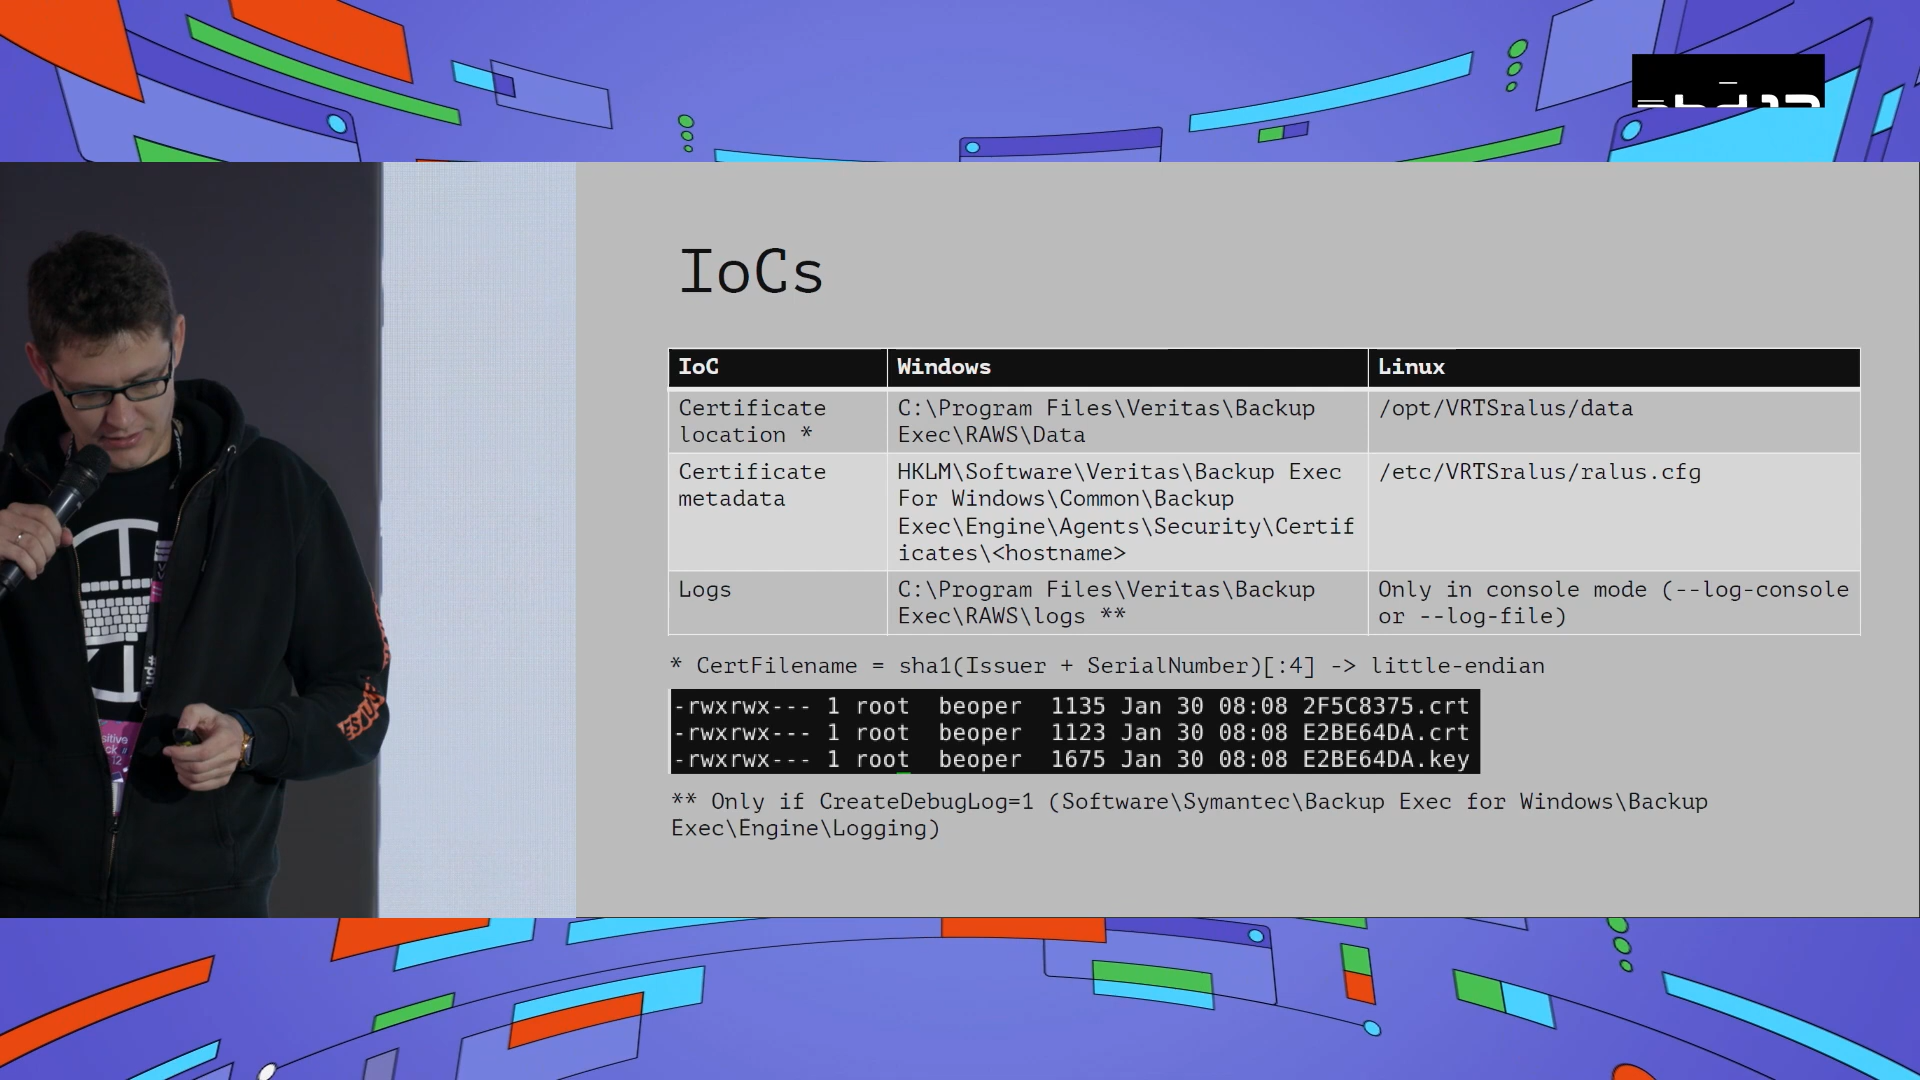 IoCs
IoC Windows Linux
Certificate location *
C:\Program Files\Veritas\Backup
Exec\RAWS\Data
/opt/VRTSralus/data
Certificate metadata
HKLM\Software\Veritas\Backup Exec
For Windows\Common\Backup
Exec\Engine\Agents\Security\Certif
icates\<hostname>
/etc/VRTSralus/ralus.cfg
Logs
C:\Program Files\Veritas\Backup
Exec\RAWS\logs **
Only in console mode (--log-console
or --log-file)
* CertFilename = sha1(Issuer + SerialNumber)[:4] -> little-endian
-rwxrwx--- 1 root beoper 1135 Jan 30 08:08 2F5C8375.crt
-rwxrwx--- 1 root beoper 1123 Jan 30 08:08 E2BE64DA.crt
-rwxrwx--- 1 root beoper 1675 Jan 30 08:08 E2BE64DA.key
** Only if CreateDebugLog=1 (Software\Symantec\Backup Exec for Windows\Backup
Exec\Engine\Logging)